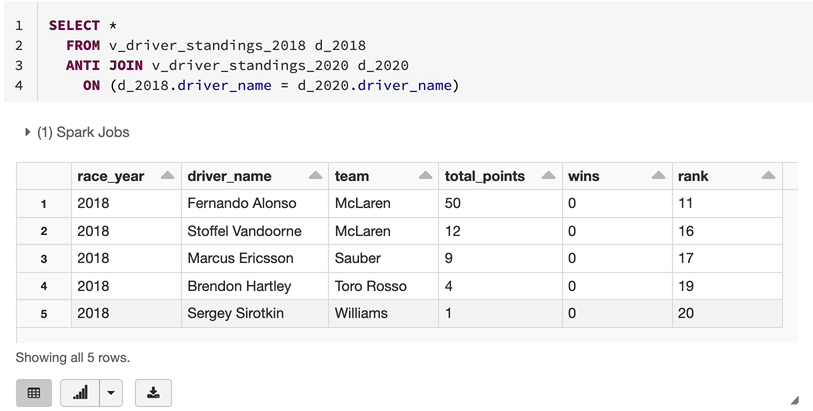 1 SELECT *
2 FROM v_driver_standings_2018 d_2018
3 ANTI JOIN v_driver_standings_2020 d_2020
4 ON (d_2018.driver_name = d_2020.driver_name)
(1) Spark Jobs
race_year driver_name team total_points wins rank
1 2018 Fernando Alonso McLaren 50 0 11
2 2018 Stoffel Vandoorne McLaren 12 0 16
3 2018 Marcus Ericsson Sauber 9 0 17
4 2018 Brendon Hartley Toro Rosso 4 0 19
5 2018 Sergey Sirotkin Williams 1 0 20
Showing all 5 rows.